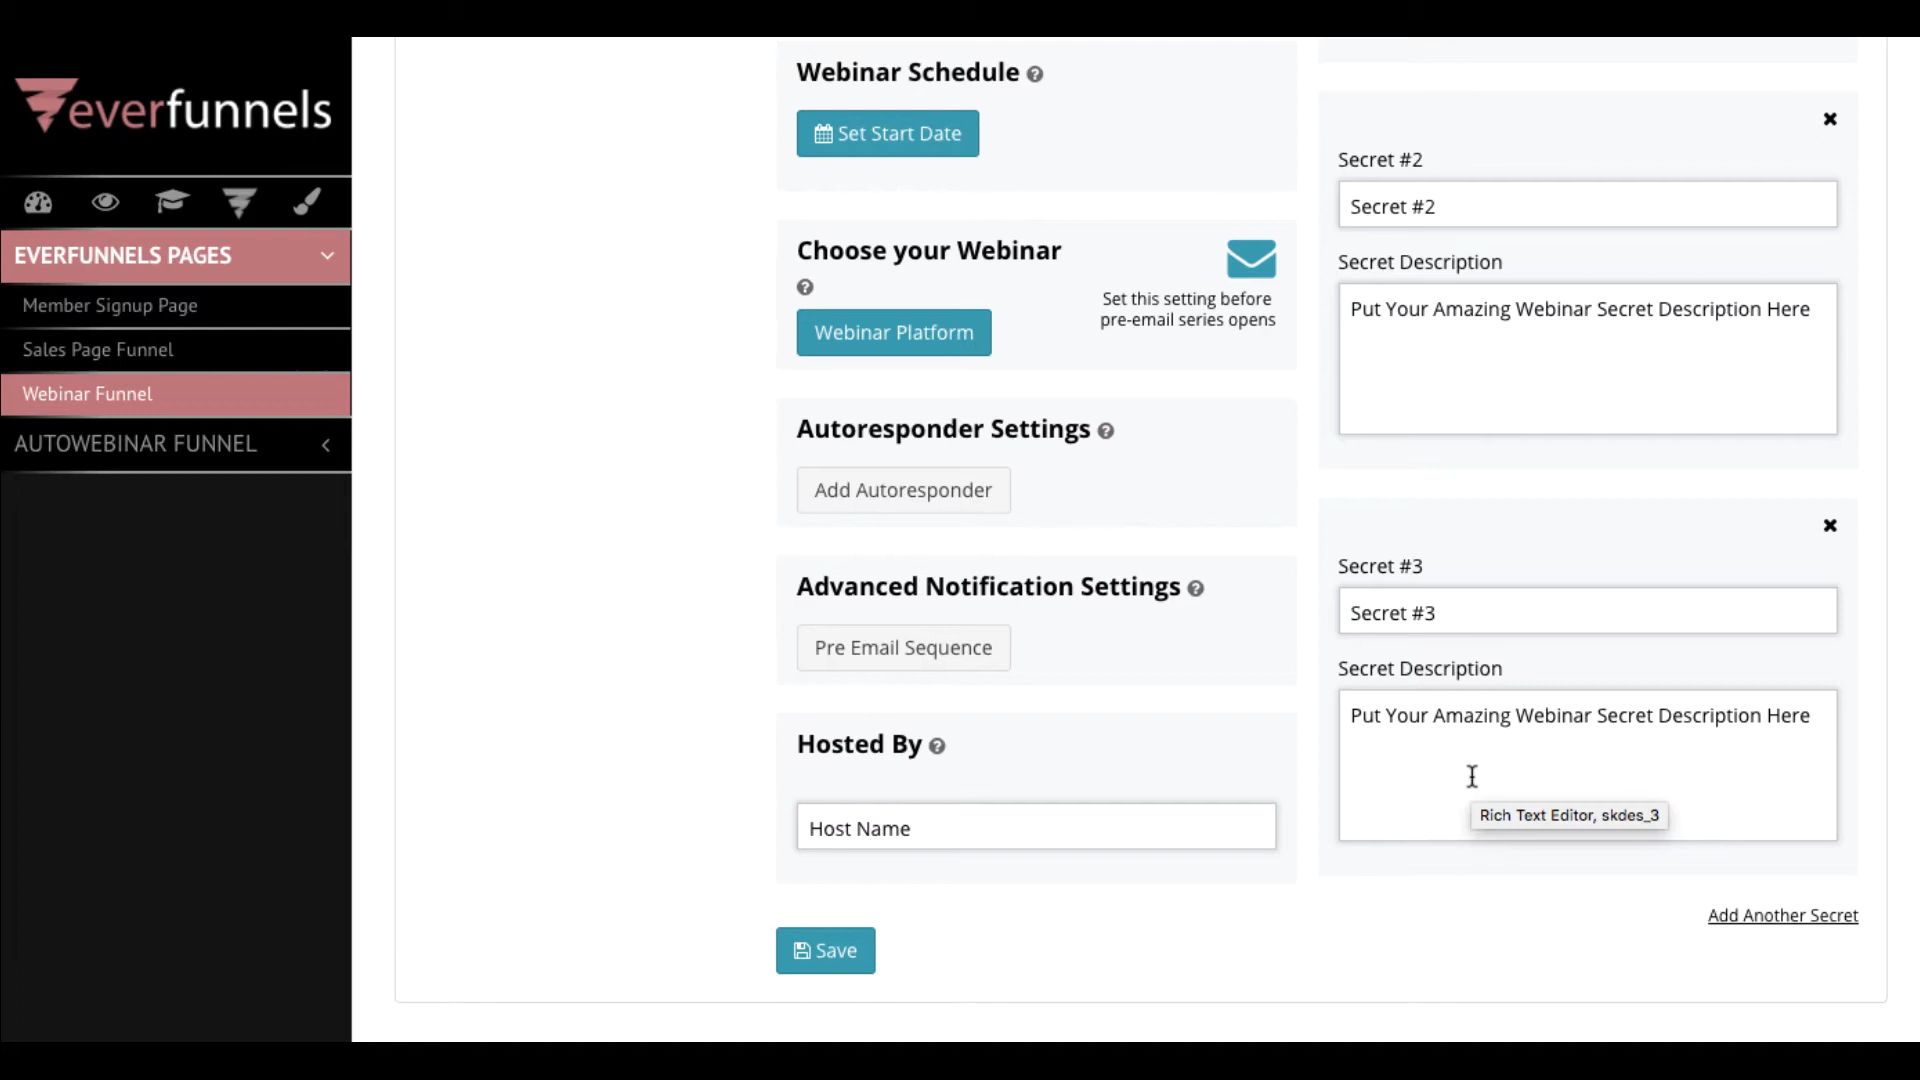 everfunnels
EVERFUNNELS PAGES
Member Signup Page
Sales Page Funnel
Webinar Funnel
AUTOWEBINAR FUNNEL
Webinar Schedule ?
Set Start Date
Choose your Webinar
?
Set this setting before
pre-email series opens
Webinar Platform
Autoresponder Settings ?
Add Autoresponder
Advanced Notification Settings ?
Pre Email Sequence
Hosted By ?
Host Name
Save
Secret #2
Secret #2
Secret Description
Put Your Amazing Webinar Secret Description Here
Secret #3
Secret #3
Secret Description
Put Your Amazing Webinar Secret Description Here
Rich Text Editor, skdes_3
Add Another Secret